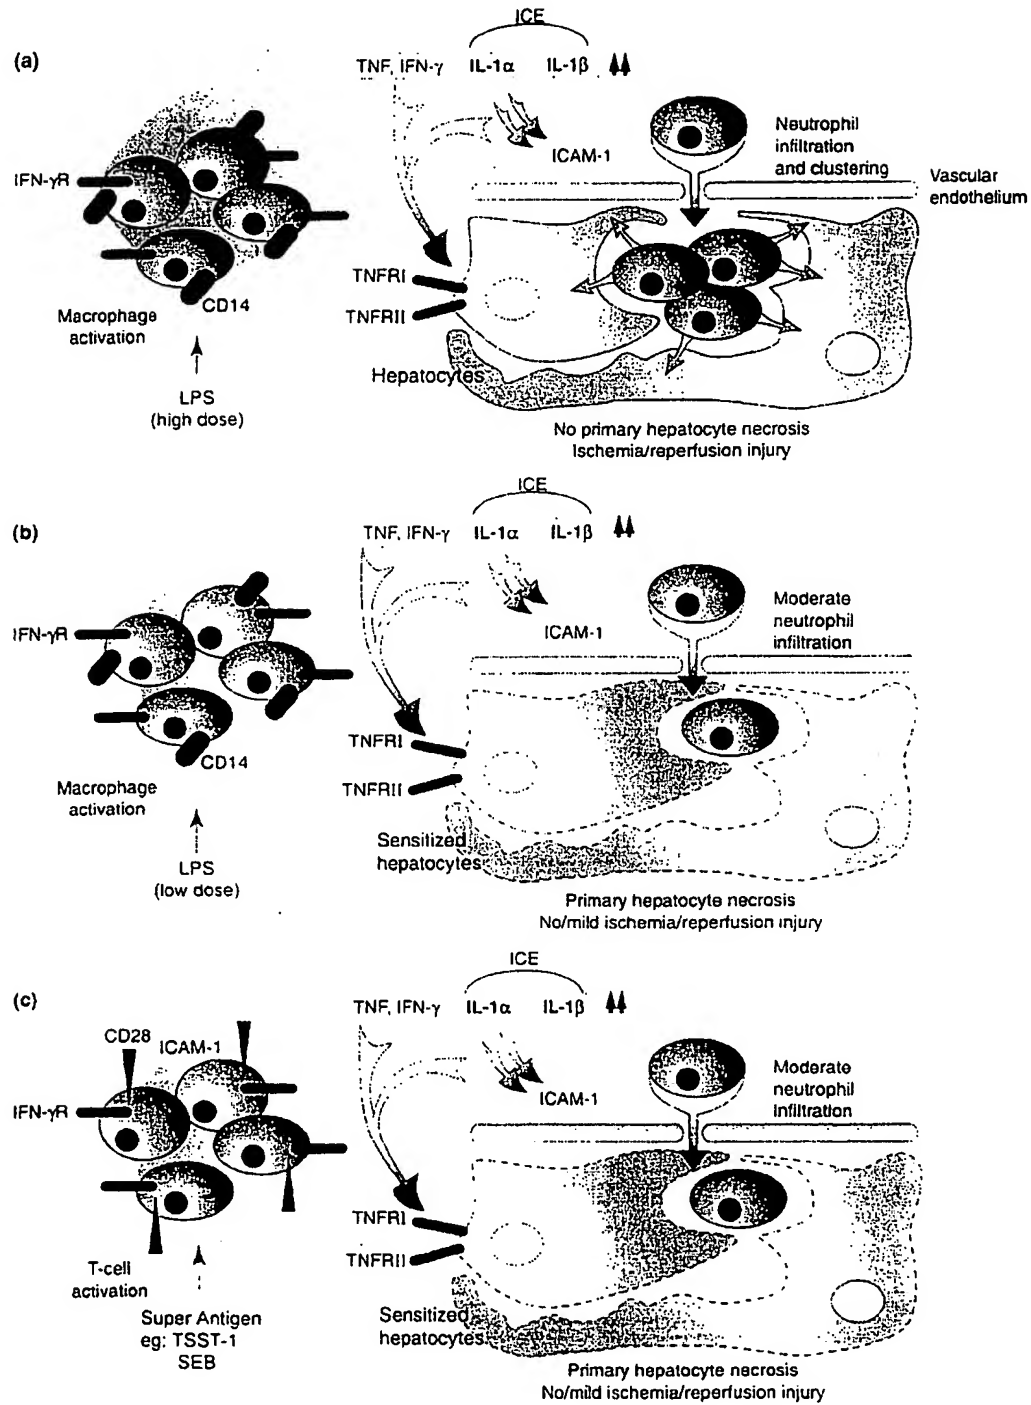 ICE
(a)
TNF, IFN-γ IL-1α IL-1β
ICAM-1
Neutrophil
infiltration
and clustering
Vascular
endothelium
IFN-γR
CD14
Macrophage
activation
LPS
(high dose)
TNFRI
TNFRII
Hepatocytes
No primary hepatocyte necrosis
Ischemia/reperfusion injury
ICE
(b)
TNF, IFN-γ IL-1α IL-1β
ICAM-1
Moderate
neutrophil
infiltration
IFN-γR
CD14
Macrophage
activation
LPS
(low dose)
TNFRI
TNFRII
Sensitized
hepatocytes
Primary hepatocyte necrosis
No/mild ischemia/reperfusion injury
ICE
(c)
TNF, IFN-γ IL-1α IL-1β
CD28
ICAM-1
ICAM-1
Moderate
neutrophil
infiltration
IFN-γR
T-cell
activation
Super Antigen
eg: TSST-1
SEB
TNFRI
TNFRII
Sensitized
hepatocytes
Primary hepatocyte necrosis
No/mild ischemia/reperfusion injury